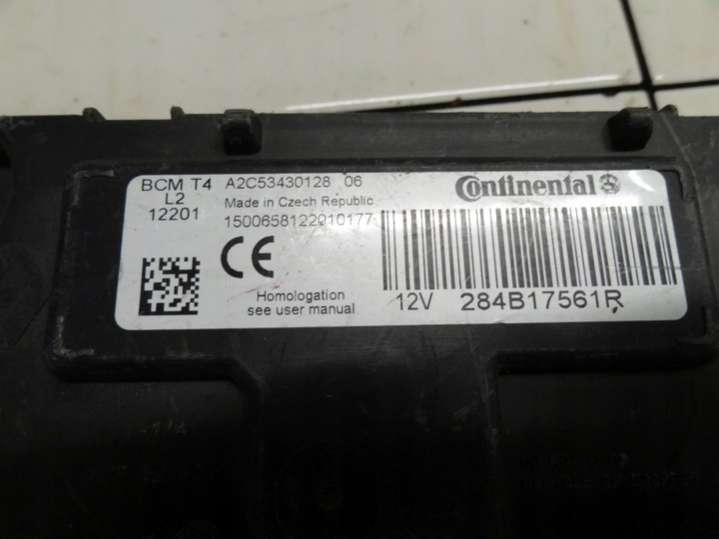 BCM T4 A2C53430128 06
L2 Made in Czech Republic
12201 1500658122010177
Continental
CE
Homologation
see user manual
12V 284B17561R